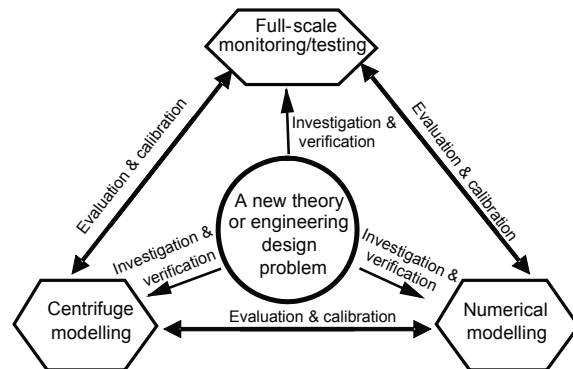 Full-scale
monitoring/testing
Evaluation & calibration
Evaluation & calibration
Investigation &
verification
A new theory
or engineering
design
problem
Investigation &
verification
Investigation &
verification
Centrifuge
modelling
Evaluation & calibration
Numerical
modelling